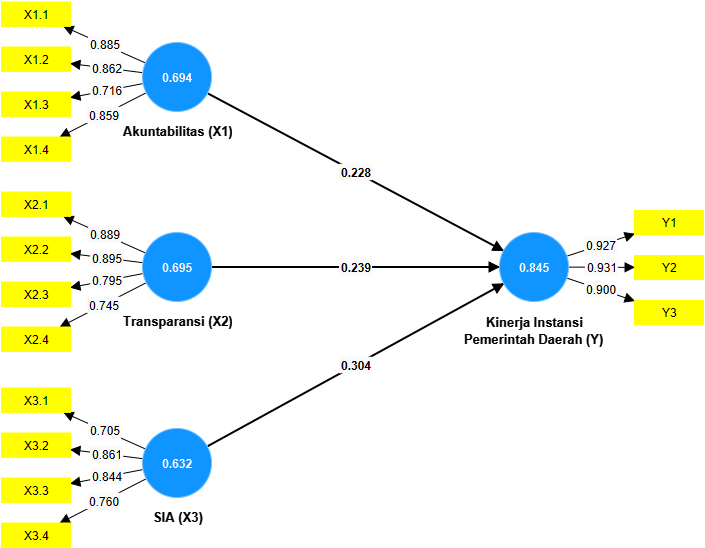 X1.1
0.885
X1.2
0.862
0.694
X1.3
0.716
0.859
X1.4
Akuntabilitas (X1)
0.228
X2.1
0.889
X2.2
0.895
0.695
X2.3
0.795
0.745
X2.4
Transparansi (X2)
0.239
X3.1
0.705
X3.2
0.861
0.632
X3.3
0.844
0.760
X3.4
SIA (X3)
0.304
0.845
Kinerja Instansi
Pemerintah Daerah (Y)
0.927
Y1
0.931
Y2
0.900
Y3